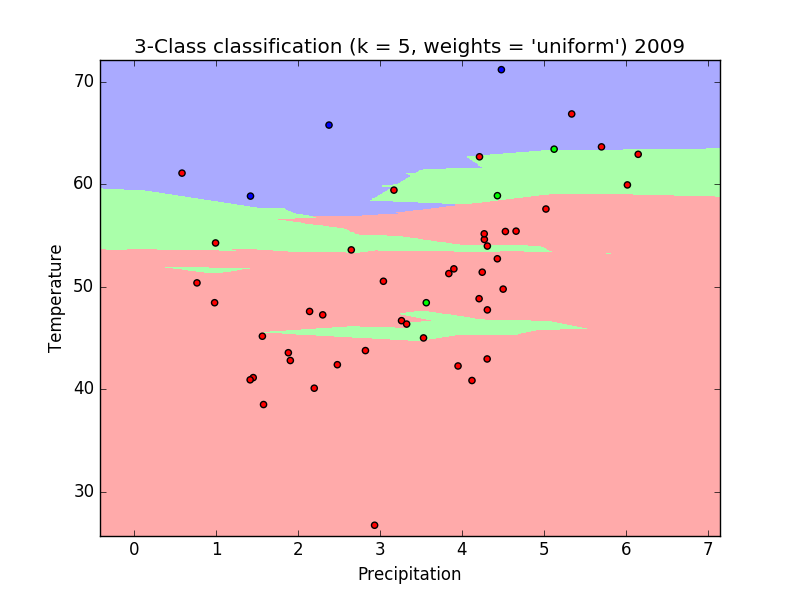 3-Class classification (k = 5, weights = 'uniform') 2009
70
60
50
40
30
Temperature
0 1 2 3 4 5 6 7
Precipitation